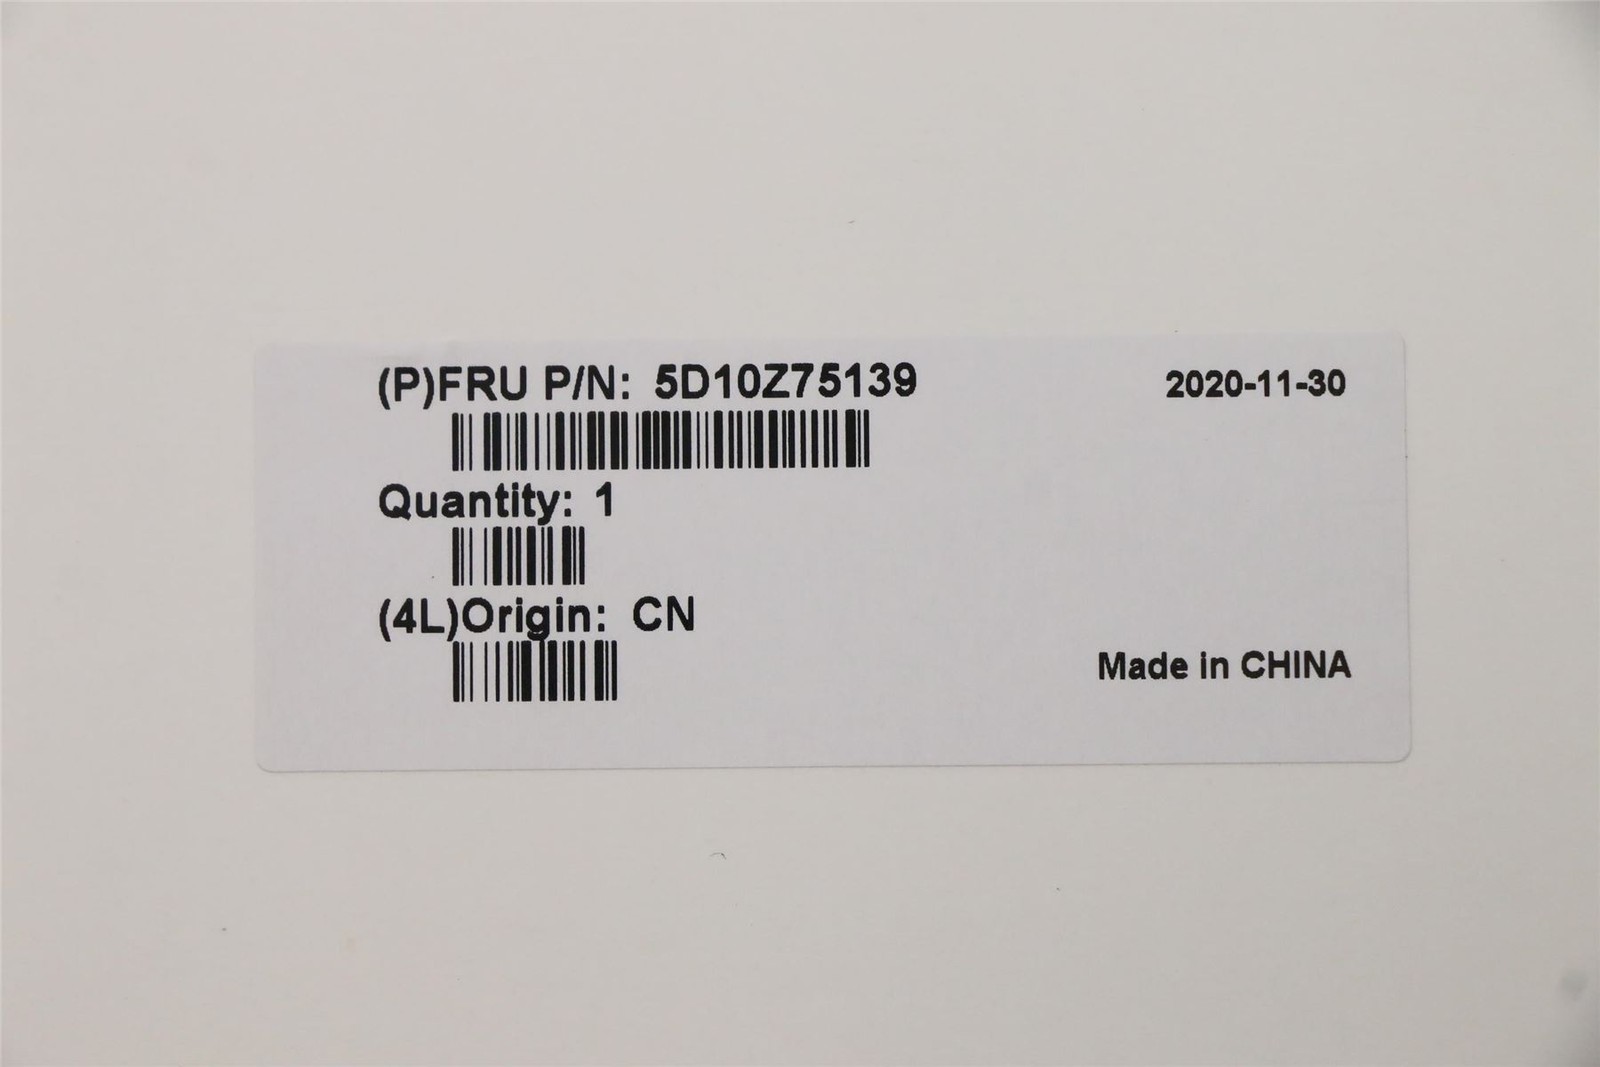 (P)FRU P/N: 5D10Z75139 2020-11-30
Quantity: 1
(4L)Origin: CN
Made in CHINA